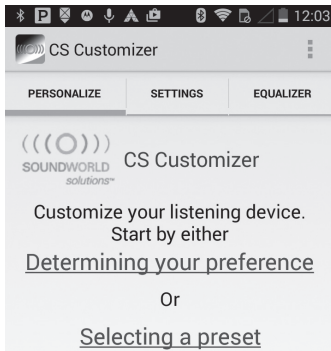 P 12:03
CS Customizer
PERSONALIZE SETTINGS EQUALIZER
(((O)))
SOUNDWORLD
solutions™
CS Customizer
Customize your listening device.
Start by either
Determining your preference
Or
Selecting a preset